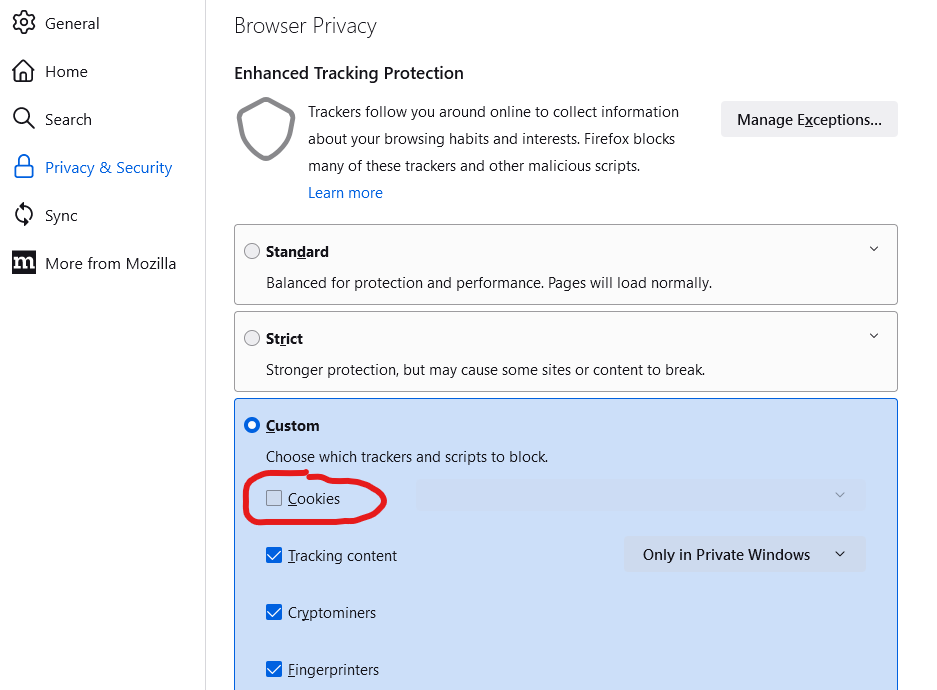 General
Home
Search
Privacy & Security
Sync
m More from Mozilla
Browser Privacy
Enhanced Tracking Protection
Trackers follow you around online to collect information
about your browsing habits and interests. Firefox blocks
many of these trackers and other malicious scripts.
Learn more
Manage Exceptions...
Standard
Balanced for protection and performance. Pages will load normally.
Strict
Stronger protection, but may cause some sites or content to break.
Custom
Choose which trackers and scripts to block.
Cookies
Tracking content
Only in Private Windows
Cryptominers
Fingerprinters